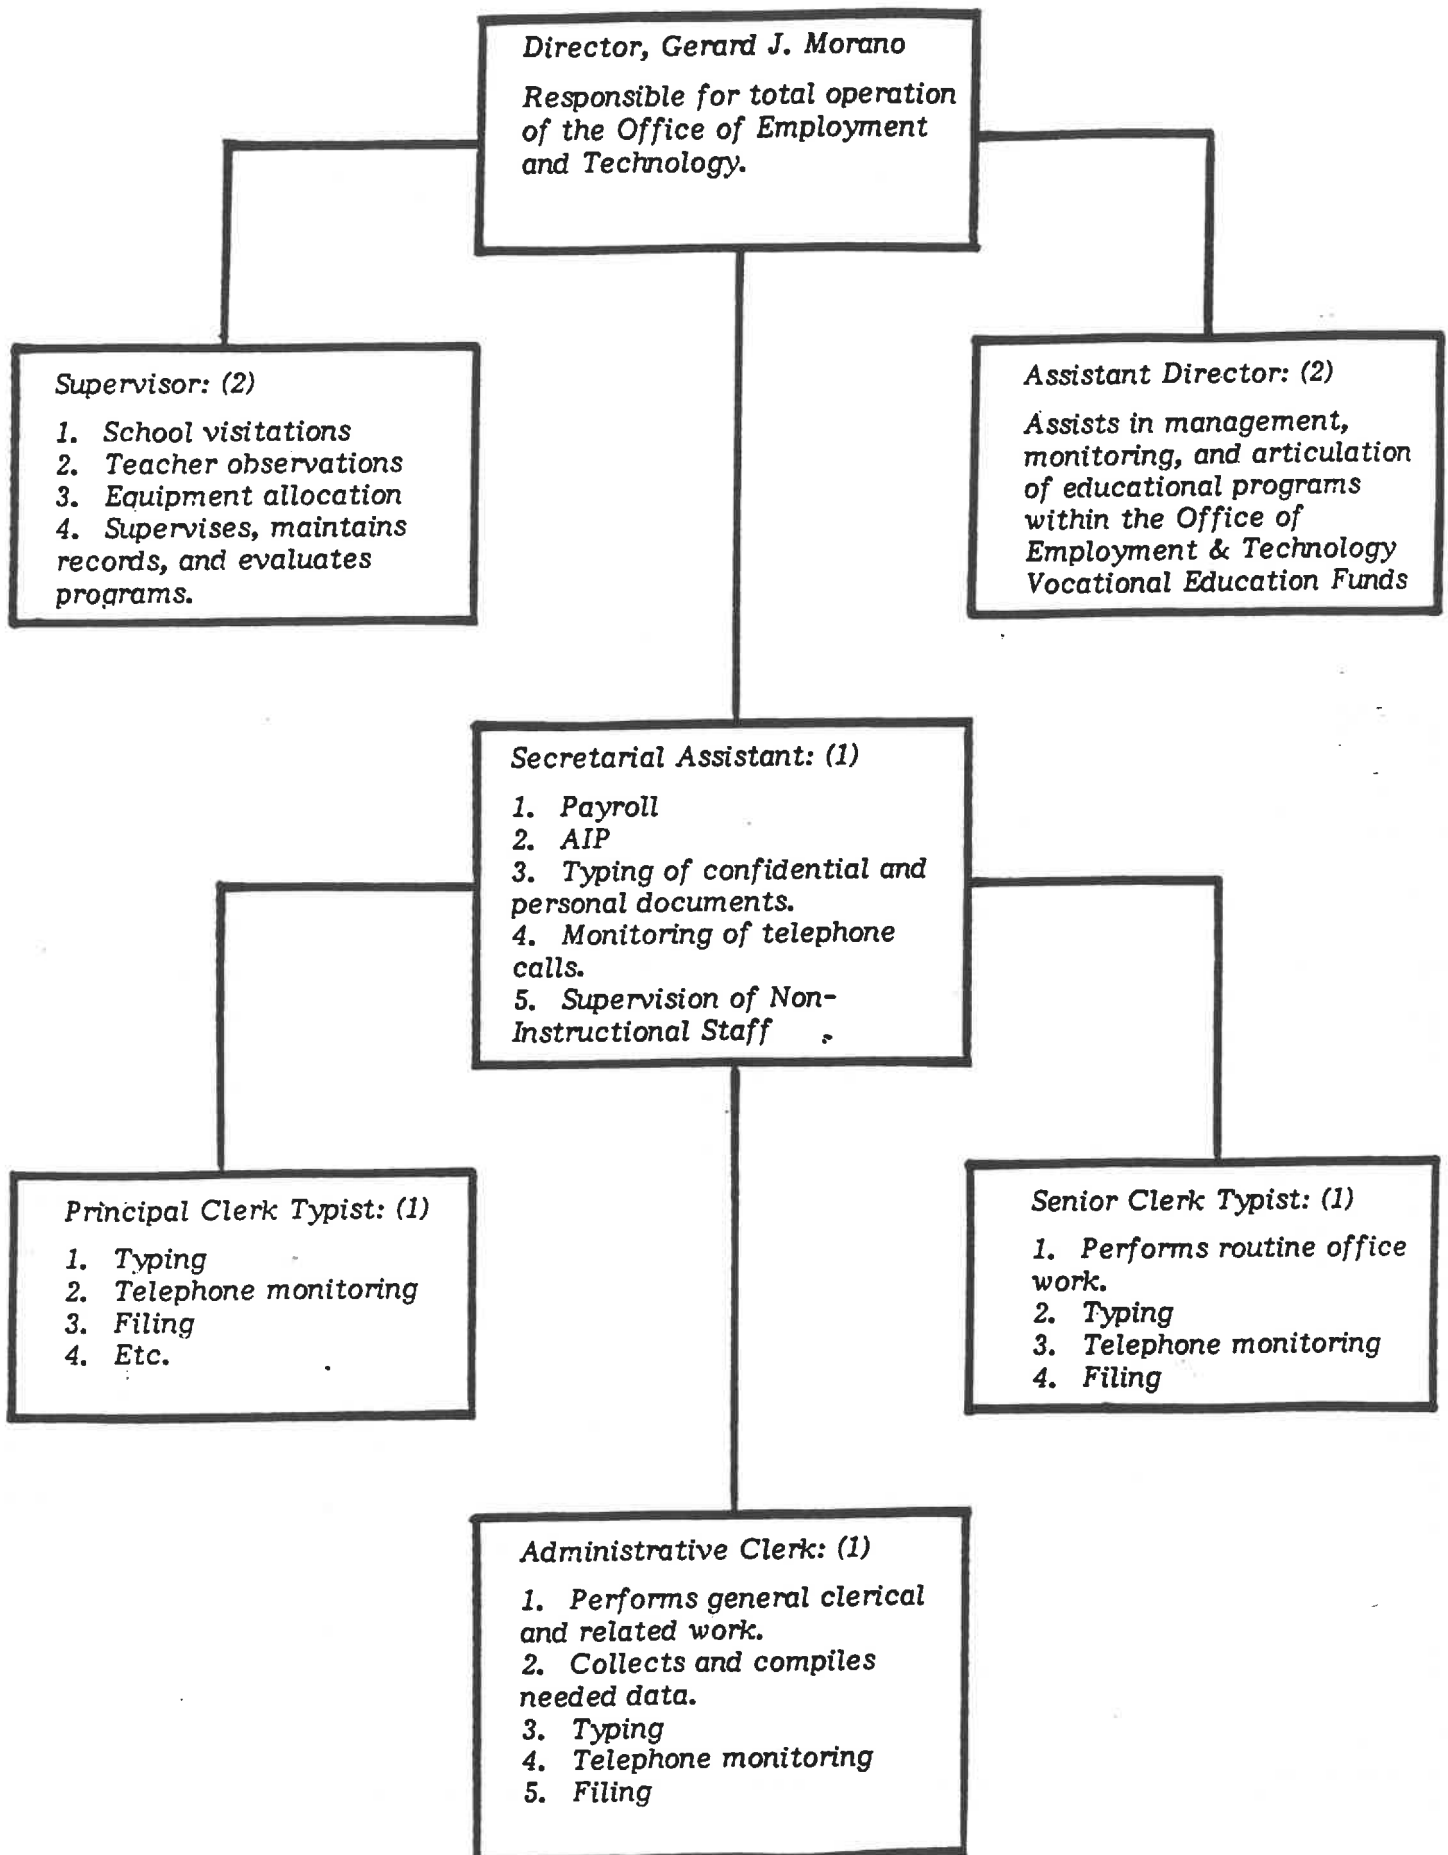 Director, Gerard J. Morano
Responsible for total operation
of the Office of Employment
and Technology.
Supervisor: (2)
1. School visitations
2. Teacher observations
3. Equipment allocation
4. Supervises, maintains
records, and evaluates
programs.
Assistant Director: (2)
Assists in management,
monitoring, and articulation
of educational programs
within the Office of
Employment & Technology
Vocational Education Funds
Secretarial Assistant: (1)
1. Payroll
2. AIP
3. Typing of confidential and
personal documents.
4. Monitoring of telephone
calls.
5. Supervision of Non-
Instructional Staff
Principal Clerk Typist: (1)
1. Typing
2. Telephone monitoring
3. Filing
4. Etc.
Senior Clerk Typist: (1)
1. Performs routine office
work.
2. Typing
3. Telephone monitoring
4. Filing
Administrative Clerk: (1)
1. Performs general clerical
and related work.
2. Collects and compiles
needed data.
3. Typing
4. Telephone monitoring
5. Filing